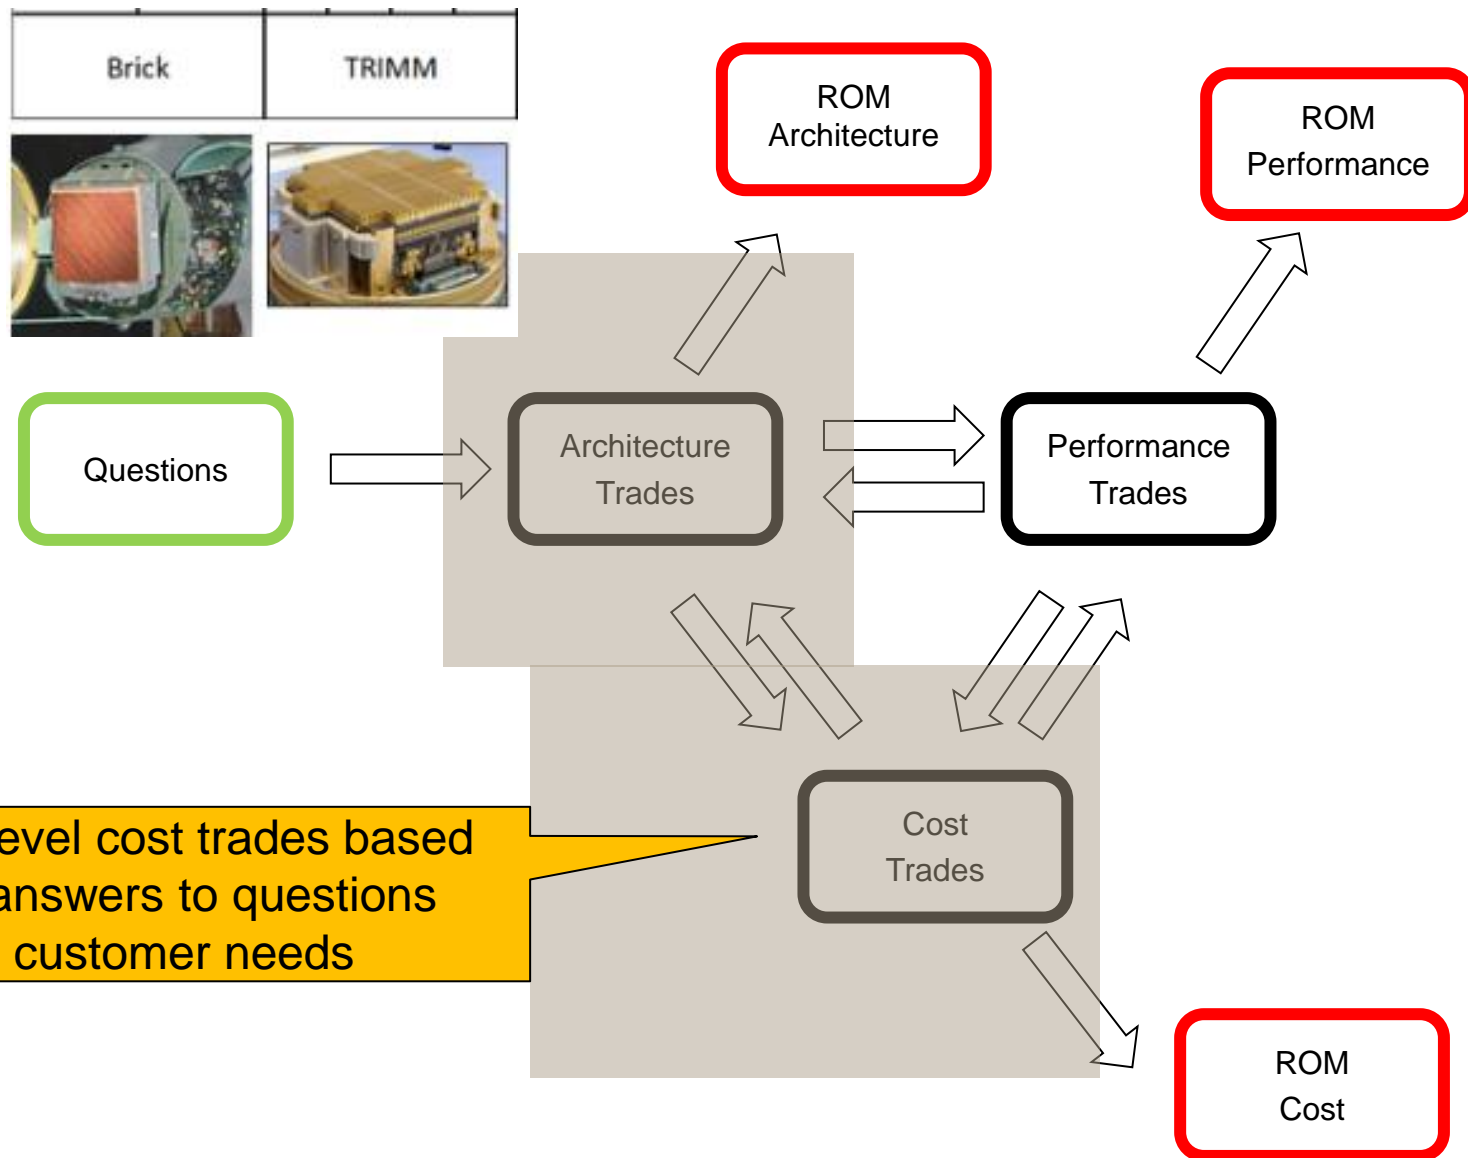 Brick
TRIMM
ROM
Architecture
ROM
Performance
Questions
Architecture
Trades
Performance
Trades
Cost
Trades
evel cost trades based
answers to questions
customer needs
ROM
Cost